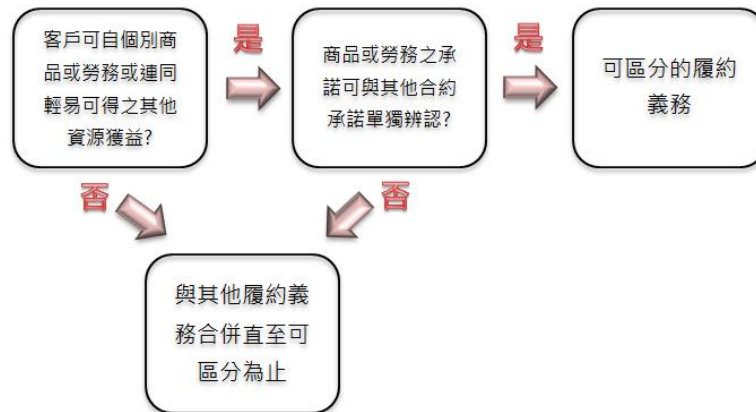 客戶可自個別商
品或勞務或連同
輕易可得之其他
資源獲益?
是
商品或勞務之承
諾可與其他合約
承諾單獨辨認?
是
可區分的履約
義務
否
否
與其他履約義
務合併直至可
區分為止